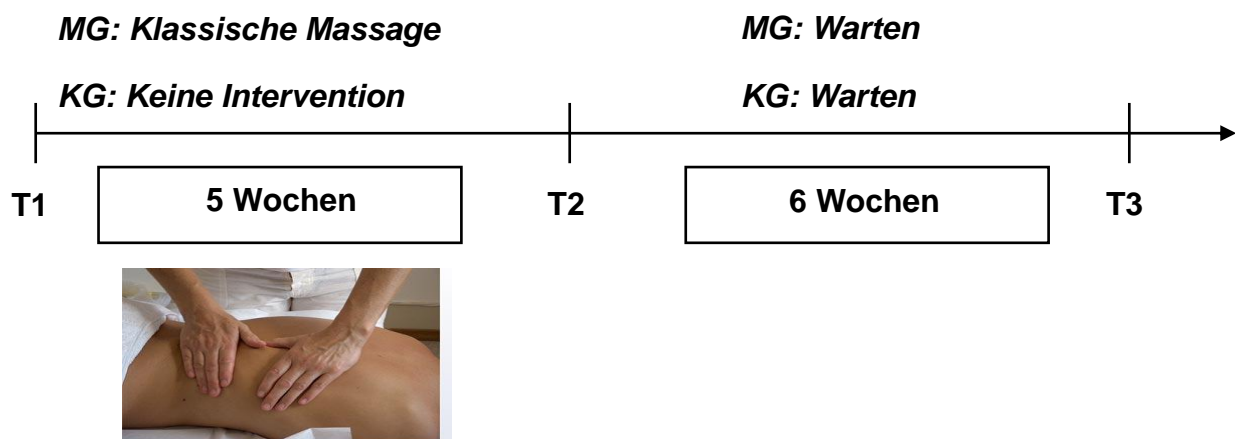 MG: Klassische Massage
MG: Warten
KG: Keine Intervention
KG: Warten
T1
5 Wochen
T2
6 Wochen
T3